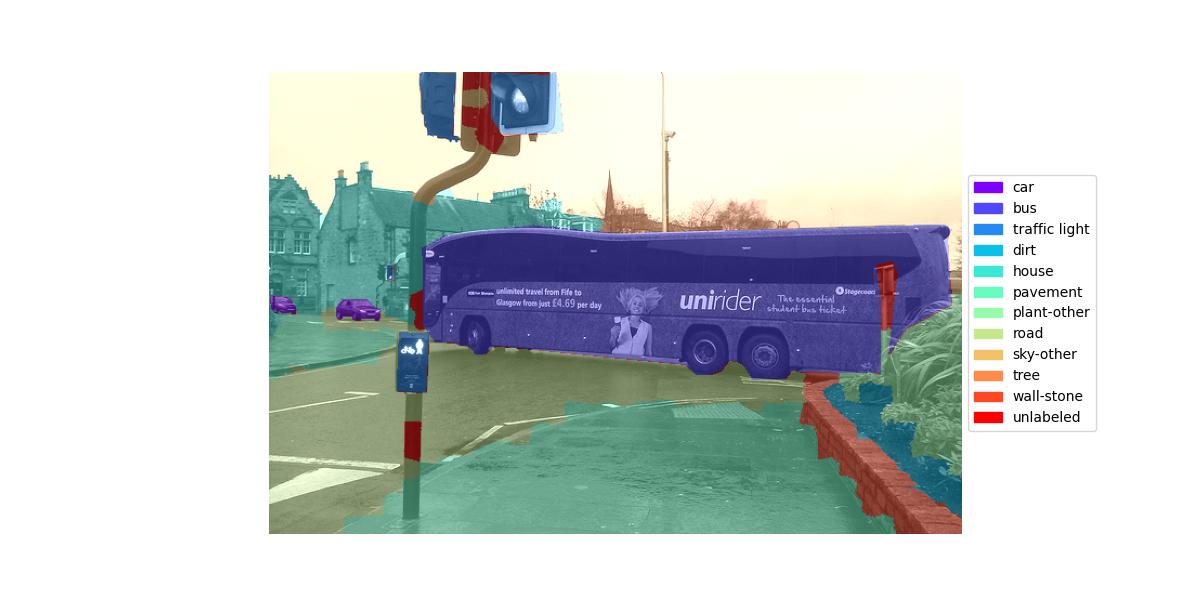 unlimited travel from Fife to
Glasgow from just £4.69 per day
unirider
The essential
student bus ticket
Stagecoach
car
bus
traffic light
dirt
house
pavement
plant-other
road
sky-other
tree
wall-stone
unlabeled